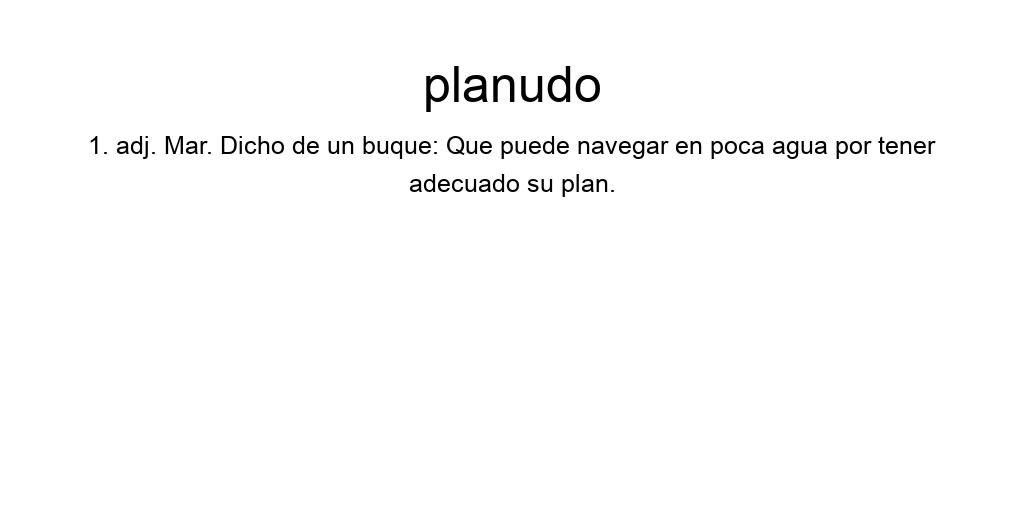 planudo
1. adj. Mar. Dicho de un buque: Que puede navegar en poca agua por tener
adecuado su plan.